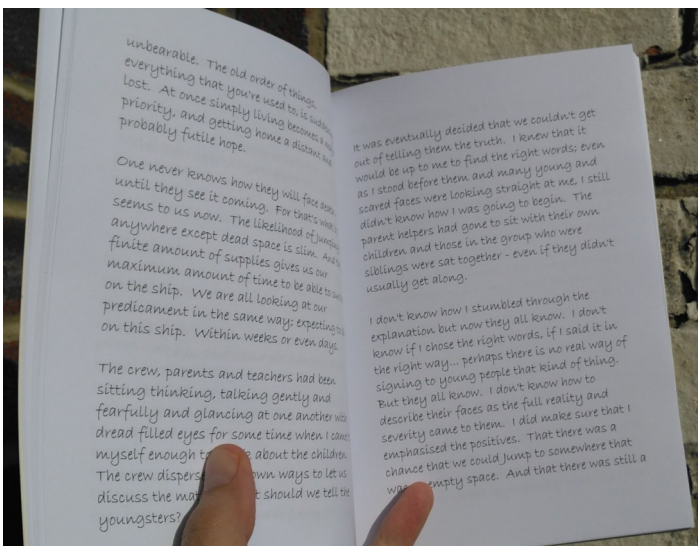 unbearable. The old order of things,
everything that you're used to, is
lost. At once simply living becomes a
priority, and getting home a distant and
probably futile hope.
One never knows how they will face
until they see it coming. For that's what
seems to us now. The likelihood of
anywhere except dead space is slim. And
finite amount of supplies gives us our
maximum amount of time to be able to
on the ship. We are all looking at our
predicament in the same way; expecting to
on this ship. Within weeks or even days.
The crew, parents and teachers had been
sitting thinking, talking gently and
fearfully and glancing at one another with
dread filled eyes for some time when I
myself enough about the children.
The crew own ways to let us
discuss the should we tell the
youngsters?
It was eventually decided that we couldn't get
out of telling them the truth. I knew that it
would be up to me to find the right words; even
as I stood before them and many young and
scared faces were looking straight at me, I still
didn't know how I was going to begin. The
parent helpers had gone to sit with their own
children and those in the group who were
siblings were sat together - even if they didn't
usually get along.
I don't know how I stumbled through the
explanation but now they all know. I don't
know if I chose the right words, if I said it in
the right way... perhaps there is no real way of
signing to young people that kind of thing.
But they all know. I don't know how to
describe their faces as the full reality and
severity came to them. I did make sure that I
emphasised the positives. That there was a
chance that we could jump to somewhere that
empty space. And that there was still a